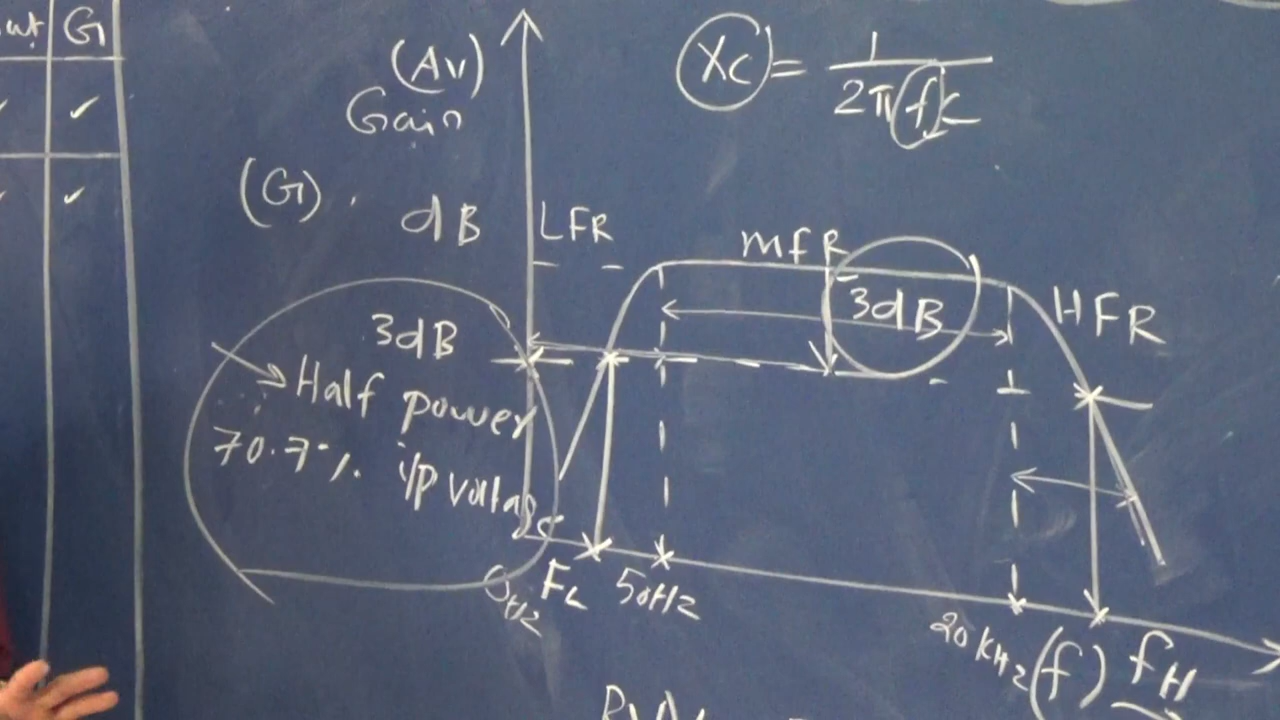 G
(Av)
Gain
(G)
dB
Xc = 1
2πfc
LFR
MFR
3dB
HFR
3dB
Half power
70.7%. i/p voltage
0Hz
FL
50Hz
20KHz
(f)
fH